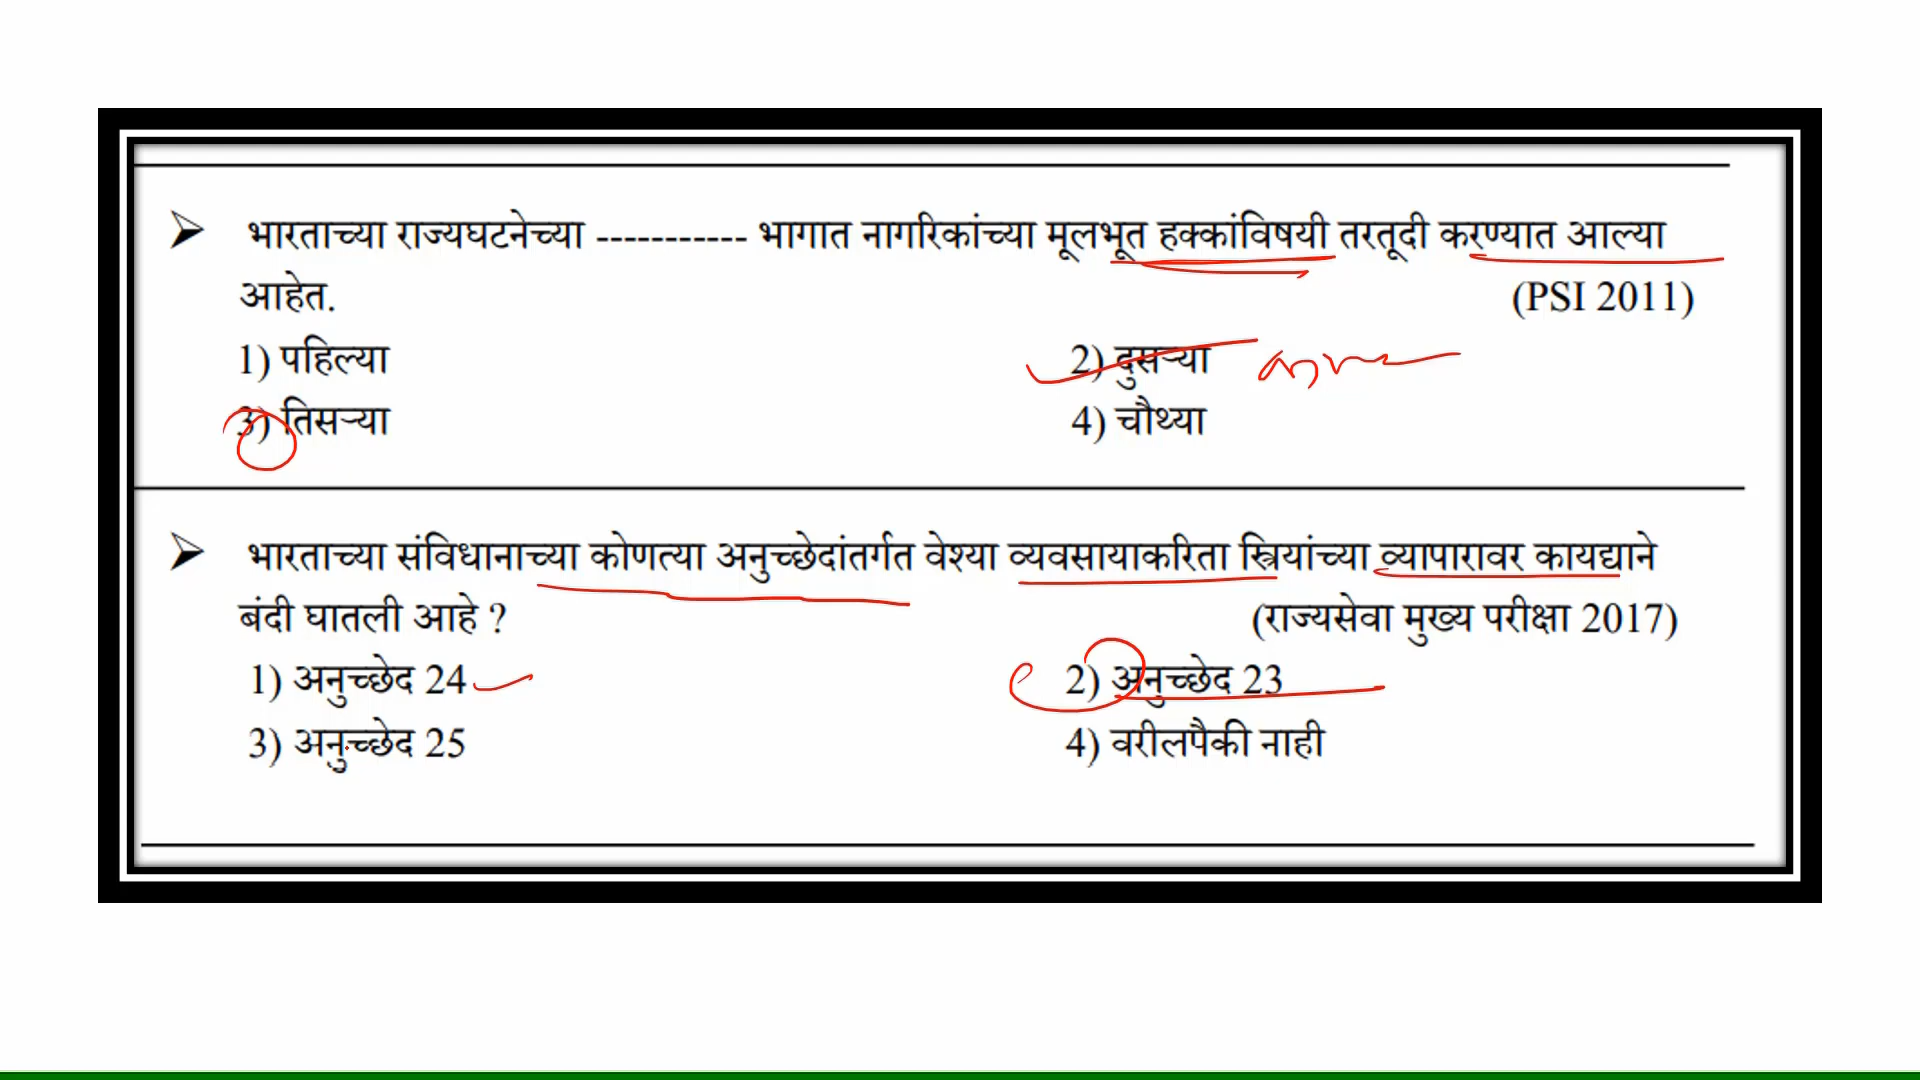 भारताच्या राज्यघटनेच्या ----------- भागात नागरिकांच्या मूलभूत हक्कांविषयी तरतूदी करण्यात आल्या
आहेत. (PSI 2011)
1) पहिल्या 2) दुसऱ्या
3) तिसऱ्या 4) चौथ्या
भारताच्या संविधानाच्या कोणत्या अनुच्छेदांतर्गत वेश्या व्यवसायाकरिता स्त्रियांच्या व्यापारावर कायद्याने
बंदी घातली आहे ? (राज्यसेवा मुख्य परीक्षा 2017)
1) अनुच्छेद 24 2) अनुच्छेद 23
3) अनुच्छेद 25 4) वरीलपैकी नाही